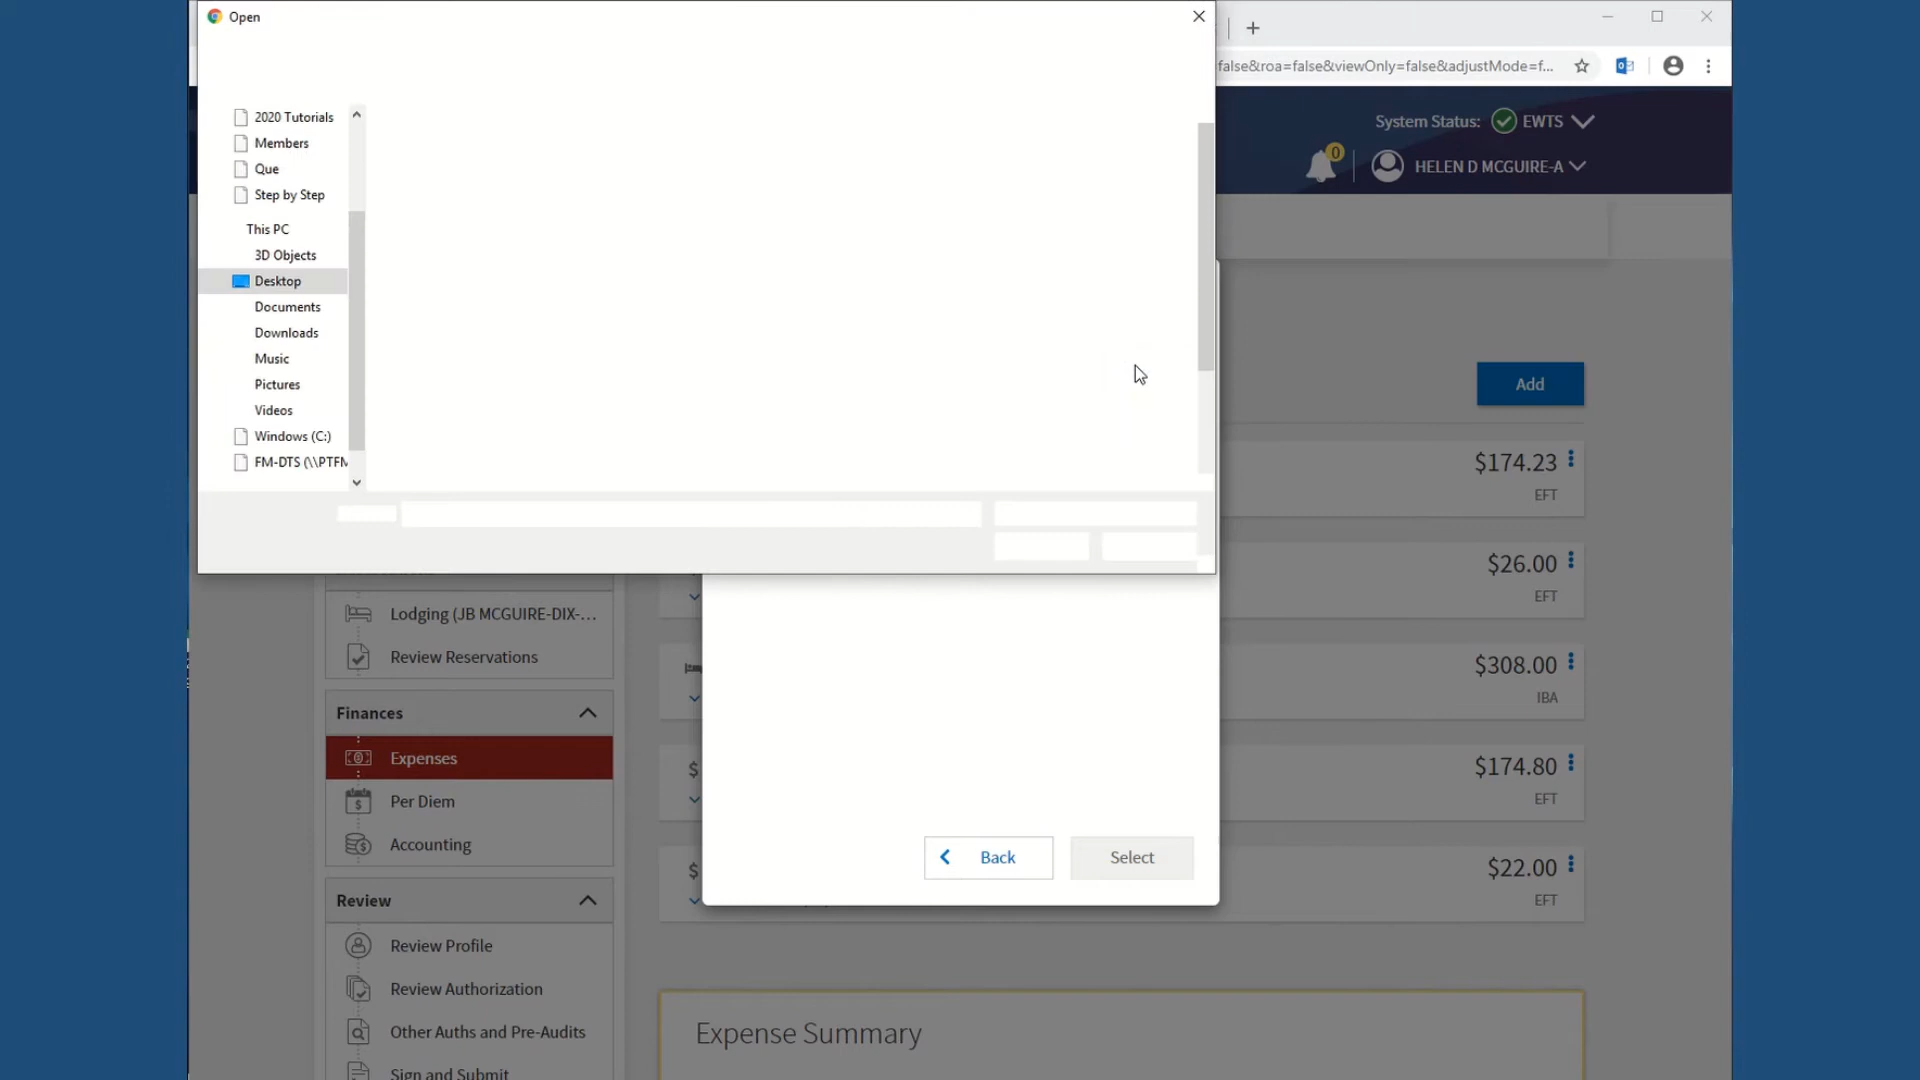 Open
false&roa=false&viewOnly=false&adjustMode=f...
System Status: EWTS
0
HELEN D MCGUIRE-A
2020 Tutorials
Members
Que
Step by Step
This PC
3D Objects
Desktop
Documents
Downloads
Music
Pictures
Videos
Windows (C:)
FM-DTS (\\PTFM
Add
$174.23
EFT
$26.00
EFT
$308.00
IBA
$
$174.80
EFT
$
$22.00
EFT
Lodging (JB MCGUIRE-DIX-...
Review Reservations
Finances
Expenses
Per Diem
Accounting
Review
Review Profile
Review Authorization
Other Auths and Pre-Audits
Sign and Submit
Back
Select
Expense Summary